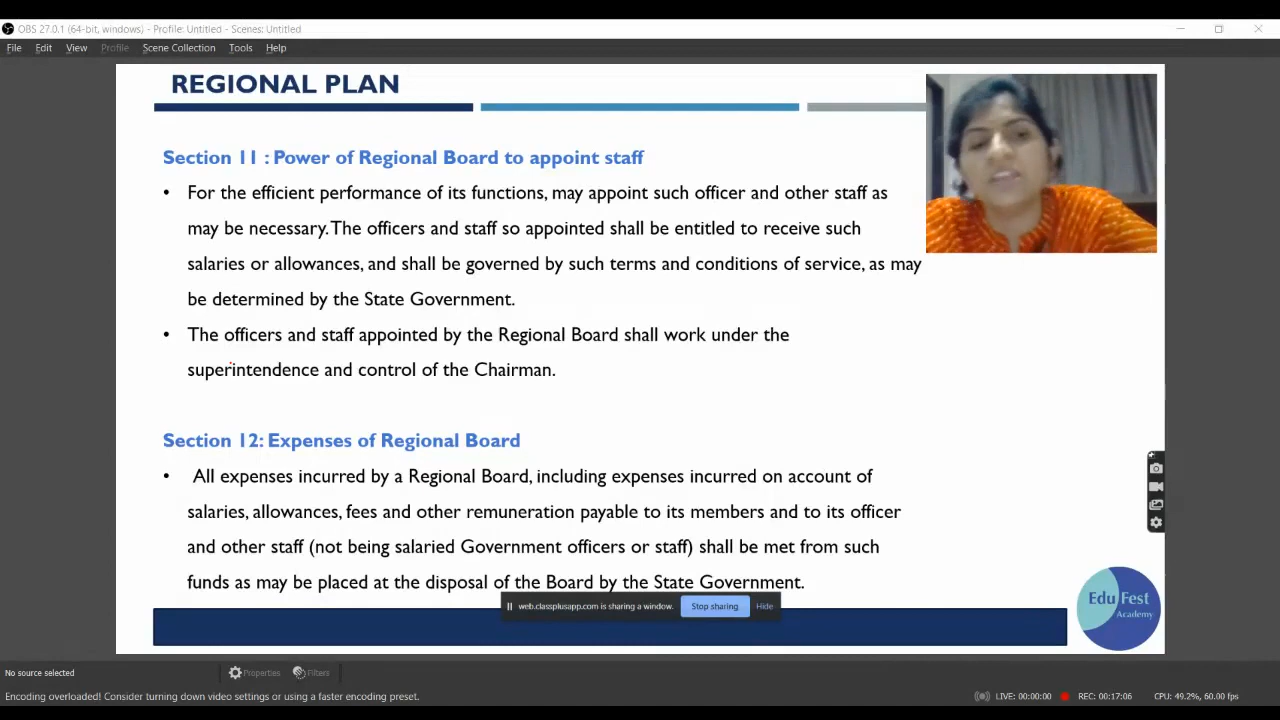 OBS 27.0.1 (64-bit, windows) - Profile: Untitled - Scenes: Untitled
File Edit View Profile Scene Collection Tools Help
REGIONAL PLAN
Section 11 : Power of Regional Board to appoint staff
• For the efficient performance of its functions, may appoint such officer and other staff as
may be necessary. The officers and staff so appointed shall be entitled to receive such
salaries or allowances, and shall be governed by such terms and conditions of service, as may
be determined by the State Government.
• The officers and staff appointed by the Regional Board shall work under the
superintendence and control of the Chairman.
Section 12: Expenses of Regional Board
• All expenses incurred by a Regional Board, including expenses incurred on account of
salaries, allowances, fees and other remuneration payable to its members and to its officer
and other staff (not being salaried Government officers or staff) shall be met from such
funds as may be placed at the disposal of the Board by the State Government.
web.classplusapp.com is sharing a window. Stop sharing Hide
Edu Fest
Academy
No source selected Properties Filters
Encoding overloaded! Consider turning down video settings or using a faster encoding preset. LIVE: 00:00:00 REC: 00:17:06 CPU: 49.2%, 60.00 fps